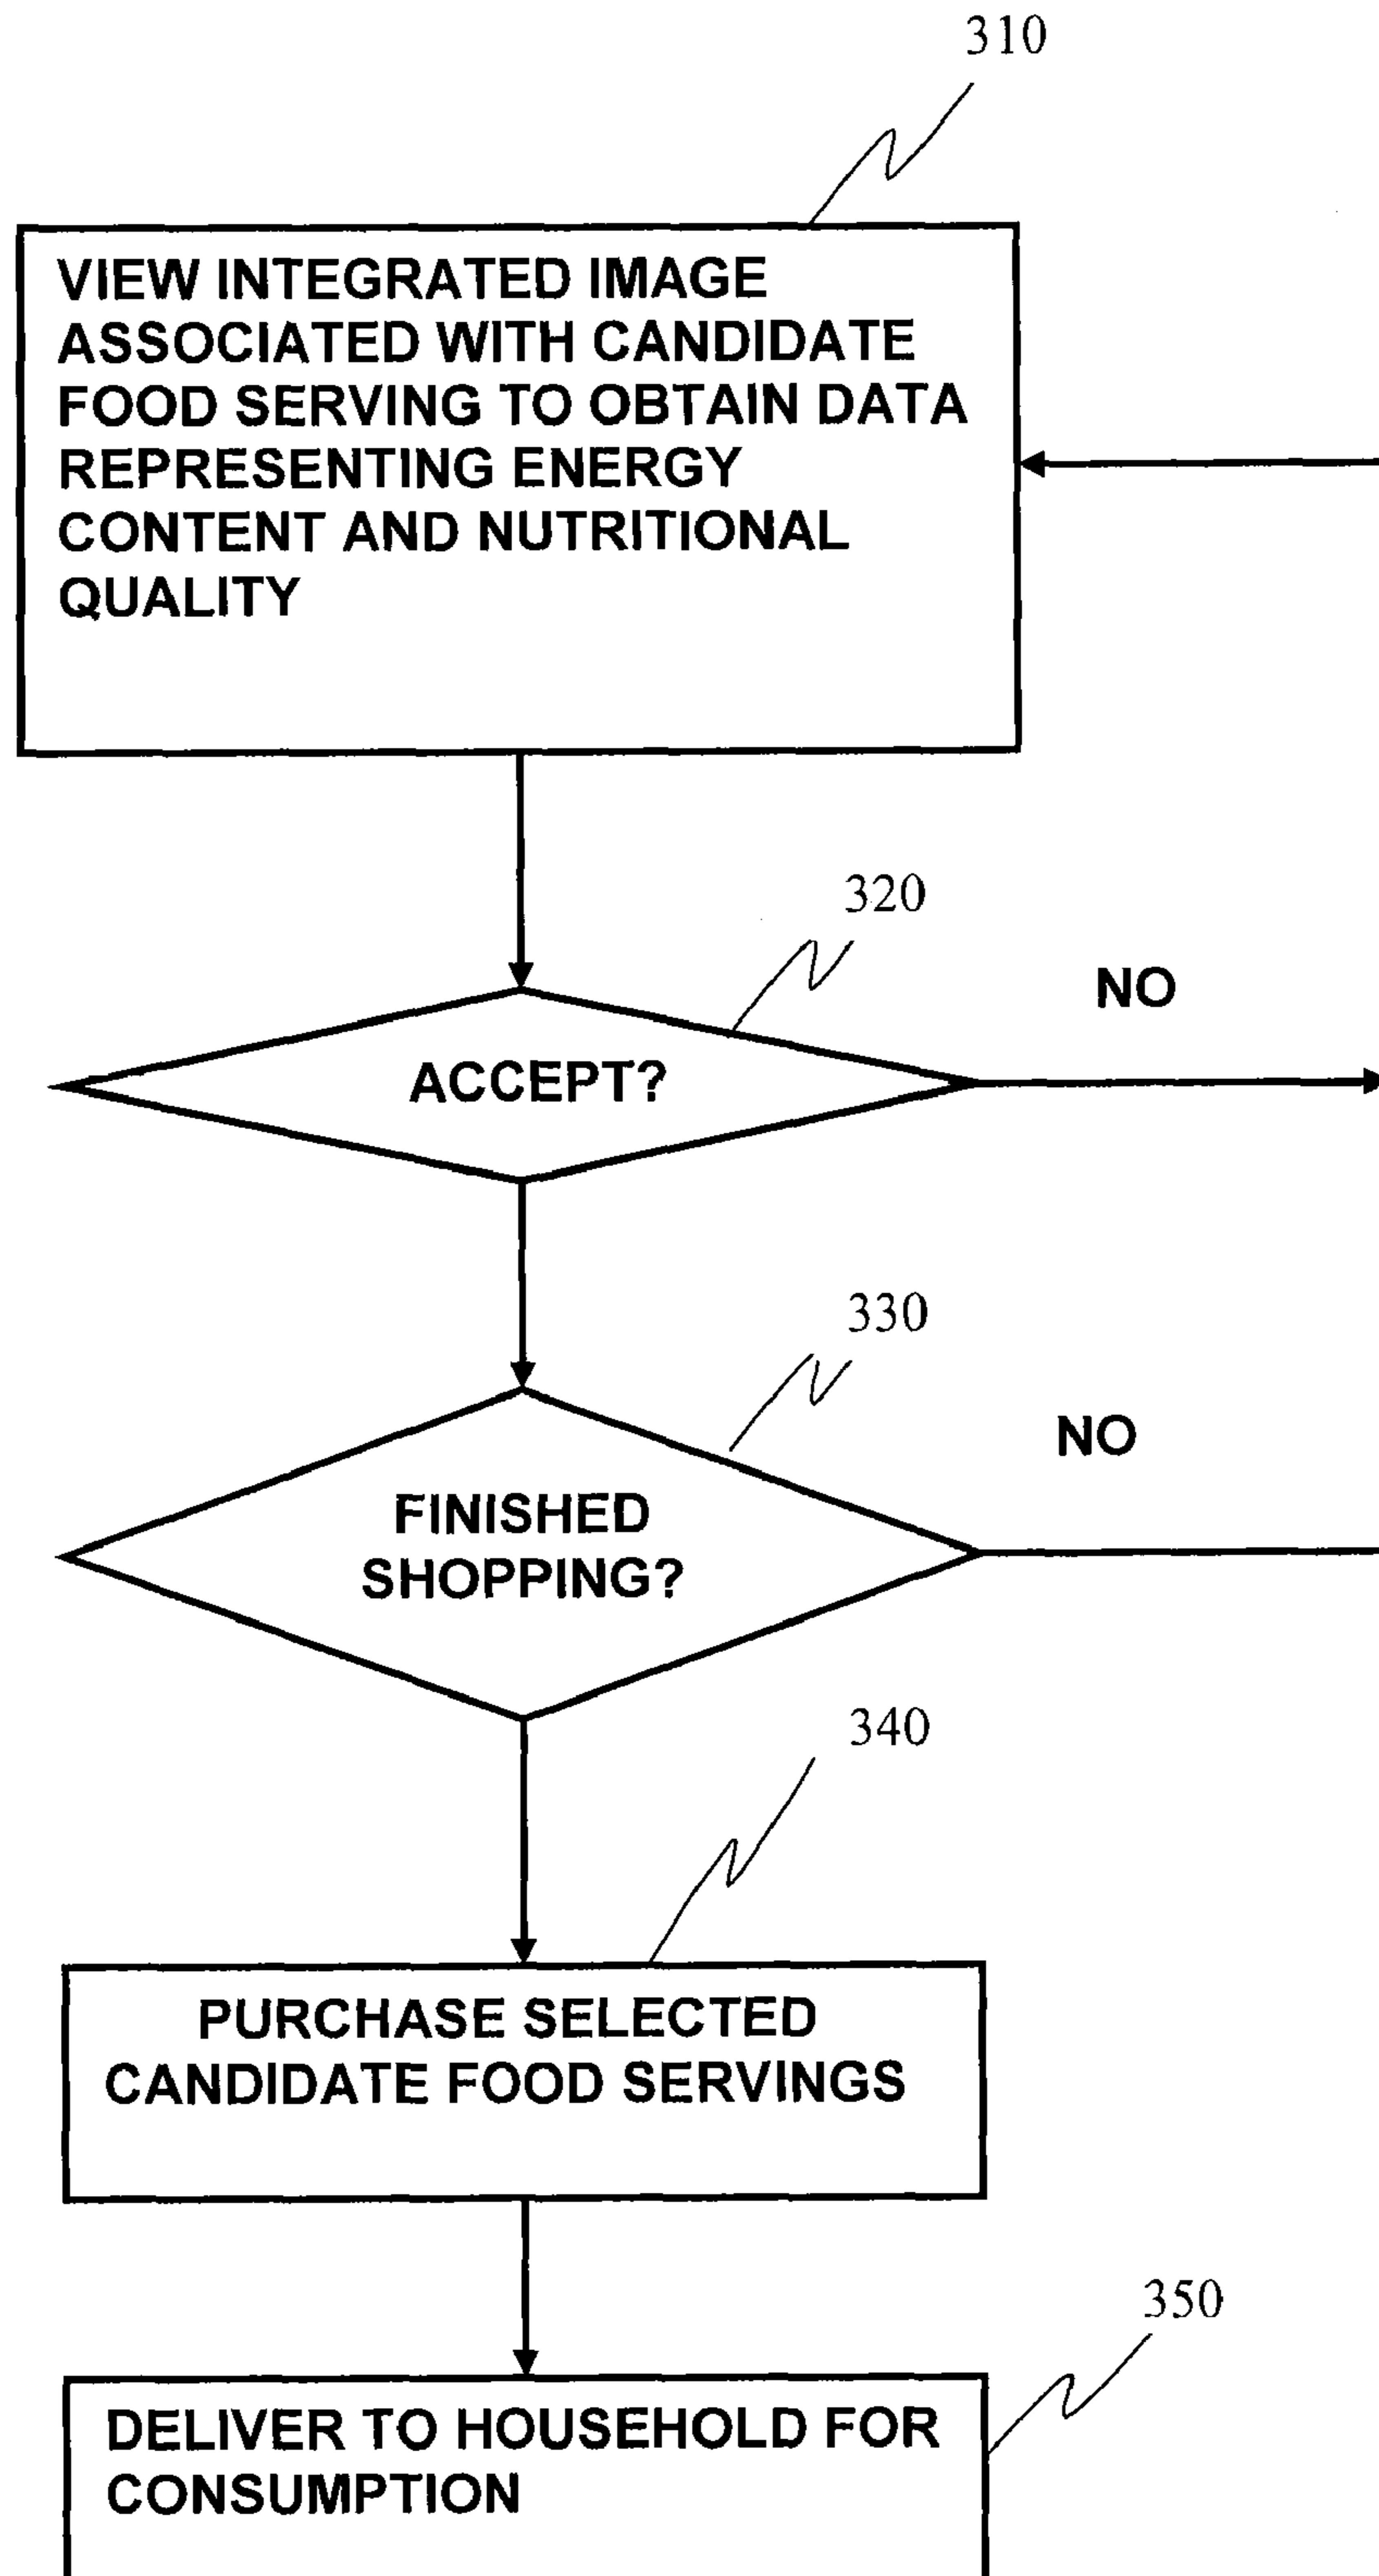 310
VIEW INTEGRATED IMAGE
ASSOCIATED WITH CANDIDATE
FOOD SERVING TO OBTAIN DATA
REPRESENTING ENERGY
CONTENT AND NUTRITIONAL
QUALITY
320
NO
ACCEPT?
330
NO
FINISHED
SHOPPING?
340
PURCHASE SELECTED
CANDIDATE FOOD SERVINGS
350
DELIVER TO HOUSEHOLD FOR
CONSUMPTION